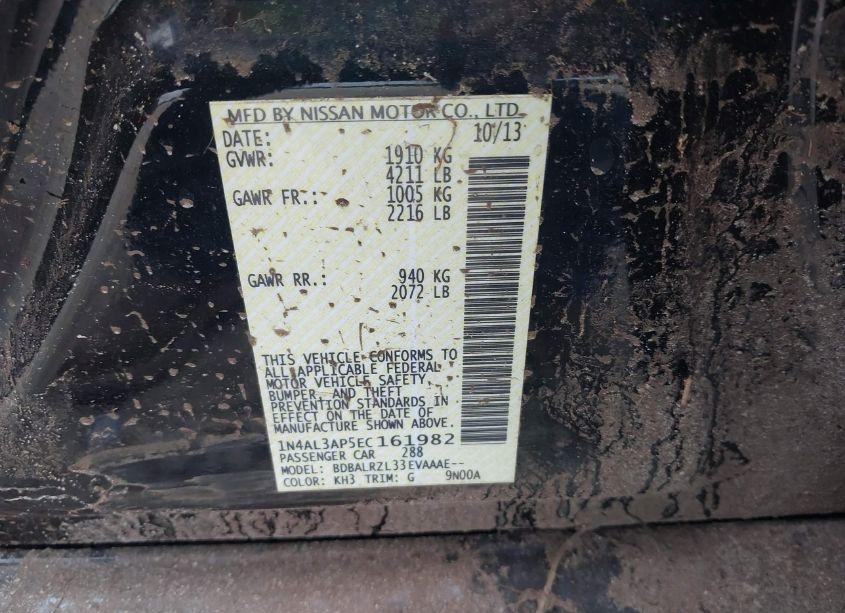 MFD BY NISSAN MOTOR CO., LTD.
DATE: 10/13
GVWR: 1910 KG
4211 LB
GAWR FR.: 1005 KG
2216 LB
GAWR RR.: 940 KG
2072 LB
THIS VEHICLE CONFORMS TO
ALL APPLICABLE FEDERAL
MOTOR VEHICLE SAFETY,
BUMPER, AND THEFT
PREVENTION STANDARDS IN
EFFECT ON THE DATE OF
MANUFACTURE SHOWN ABOVE.
1N4AL3AP5EC161982
PASSENGER CAR 288
MODEL: BDBALRZL33EVAAAE--
COLOR: KH3 TRIM: G 9N00A